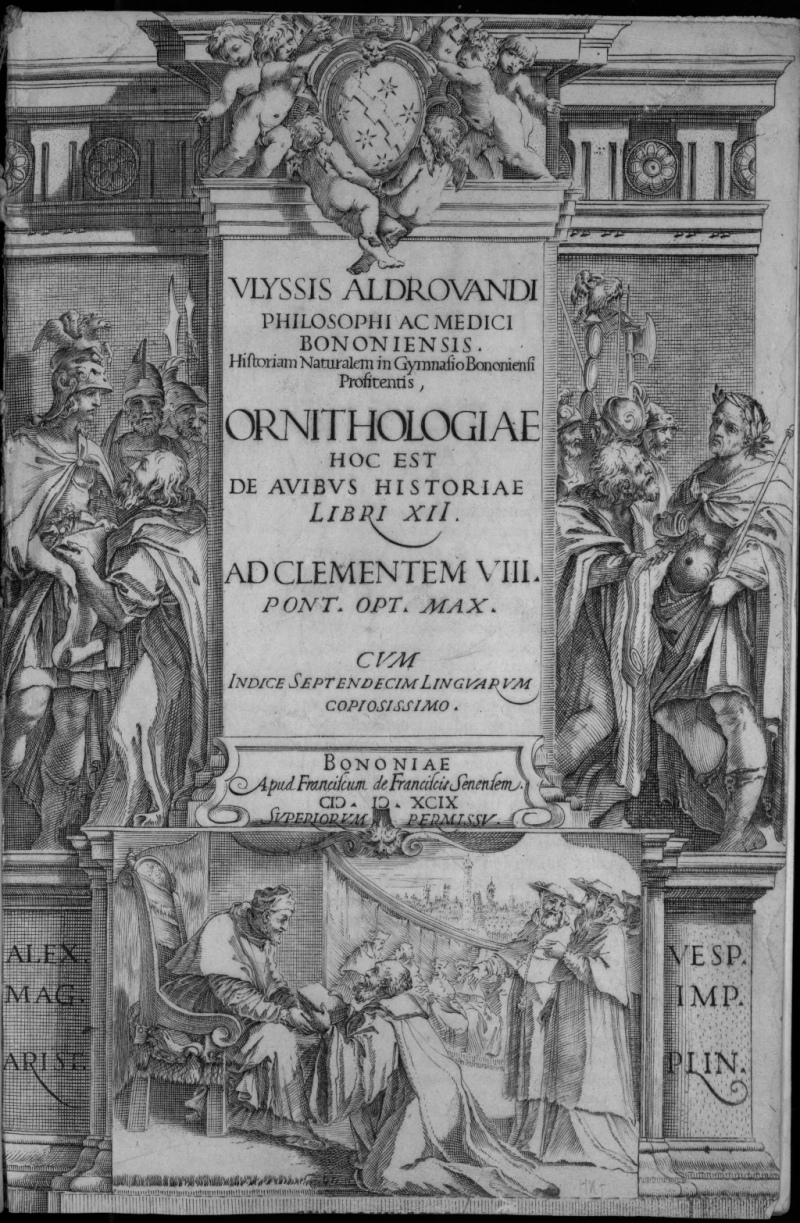 VLYSSIS ALDROVANDI
PHILOSOPHI AC MEDICI
BONONIENSIS.
Hiſtoriam Naturalem in Gymnaſio Bononienſi
Profitentis,
ORNITHOLOGIAE
HOC EST
DE AVIBVS HISTORIAE
LIBRI XII.
AD CLEMENTEM VIII.
PONT. OPT. MAX.
CVM
INDICE SEPTENDECIM LINGVARVM
COPIOSISSIMO.
BONONIAE
Apud Franciſcum de Franciſcis Senenſem.
CIↃ. IↃ. XCIX
SVPERIORVM PERMISSV.
ALEX.
MAG.
ARIST.
VESP.
IMP.
PLIN.